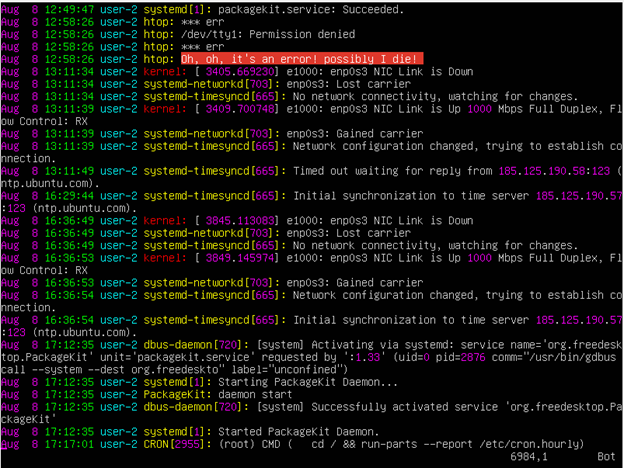 Aug  8 12:49:47 user-2 systemd[1]: packagekit.service: Succeeded.
Aug  8 12:58:26 user-2 htop: *** err
Aug  8 12:58:26 user-2 htop: /dev/tty1: Permission denied
Aug  8 12:58:26 user-2 htop: *** err
Aug  8 12:58:26 user-2 htop: Oh, oh, it's an error! possibly I die!
Aug  8 13:11:34 user-2 kernel: [ 3405.669230] e1000: enp0s3 NIC Link is Down
Aug  8 13:11:34 user-2 systemd-networkd[703]: enp0s3: Lost carrier
Aug  8 13:11:34 user-2 systemd-timesyncd[665]: No network connectivity, watching for changes.
Aug  8 13:11:39 user-2 kernel: [ 3409.700748] e1000: enp0s3 NIC Link is Up 1000 Mbps Full Duplex, Fl
ow Control: RX
Aug  8 13:11:39 user-2 systemd-networkd[703]: enp0s3: Gained carrier
Aug  8 13:11:39 user-2 systemd-timesyncd[665]: Network configuration changed, trying to establish co
nnection.
Aug  8 13:11:49 user-2 systemd-timesyncd[665]: Timed out waiting for reply from 185.125.190.58:123 (
ntp.ubuntu.com).
Aug  8 16:29:44 user-2 systemd-timesyncd[665]: Initial synchronization to time server 185.125.190.57
:123 (ntp.ubuntu.com).
Aug  8 16:36:49 user-2 kernel: [ 3845.113083] e1000: enp0s3 NIC Link is Down
Aug  8 16:36:49 user-2 systemd-networkd[703]: enp0s3: Lost carrier
Aug  8 16:36:49 user-2 systemd-timesyncd[665]: No network connectivity, watching for changes.
Aug  8 16:36:53 user-2 kernel: [ 3849.145974] e1000: enp0s3 NIC Link is Up 1000 Mbps Full Duplex, Fl
ow Control: RX
Aug  8 16:36:53 user-2 systemd-networkd[703]: enp0s3: Gained carrier
Aug  8 16:36:54 user-2 systemd-timesyncd[665]: Network configuration changed, trying to establish co
nnection.
Aug  8 16:36:54 user-2 systemd-timesyncd[665]: Initial synchronization to time server 185.125.190.57
:123 (ntp.ubuntu.com).
Aug  8 17:12:35 user-2 dbus-daemon[720]: [system] Activating via systemd: service name='org.freedesk
top.PackageKit' unit='packagekit.service' requested by ':1.33' (uid=0 pid=2876 comm="/usr/bin/gdbus
call --system --dest org.freedeskto" label="unconfined")
Aug  8 17:12:35 user-2 systemd[1]: Starting PackageKit Daemon...
Aug  8 17:12:35 user-2 PackageKit: daemon start
Aug  8 17:12:35 user-2 dbus-daemon[720]: [system] Successfully activated service 'org.freedesktop.Pa
ckageKit'
Aug  8 17:12:35 user-2 systemd[1]: Started PackageKit Daemon.
Aug  8 17:17:01 user-2 CRON[2955]: (root) CMD (   cd / && run-parts --report /etc/cron.hourly)
6984,1 Bot